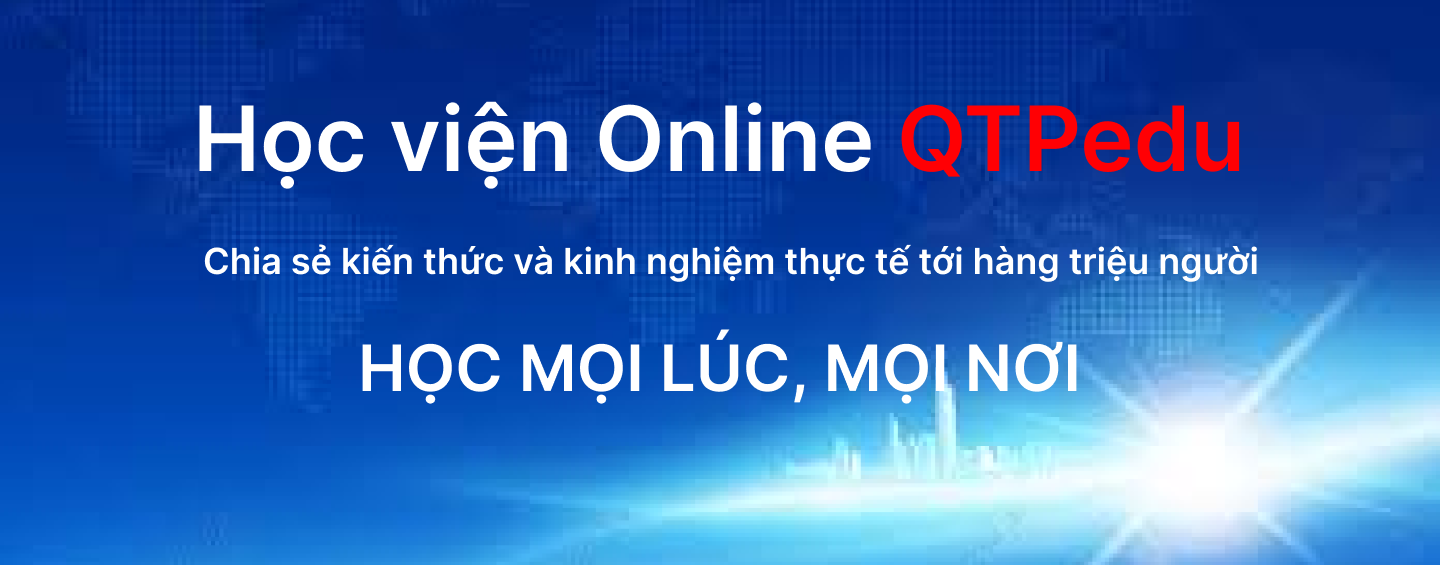 Học viện Online QTPedu
Chia sẻ kiến thức và kinh nghiệm thực tế tới hàng triệu người
HỌC MỌI LÚC, MỌI NƠI